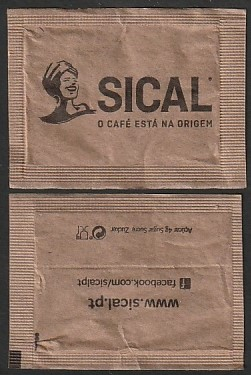 SICAL
O CAFÉ ESTÁ NA ORIGEM
www.sical.pt
facebook.com/sicalpt
Açúcar 4g Sugar Sucre Zucker